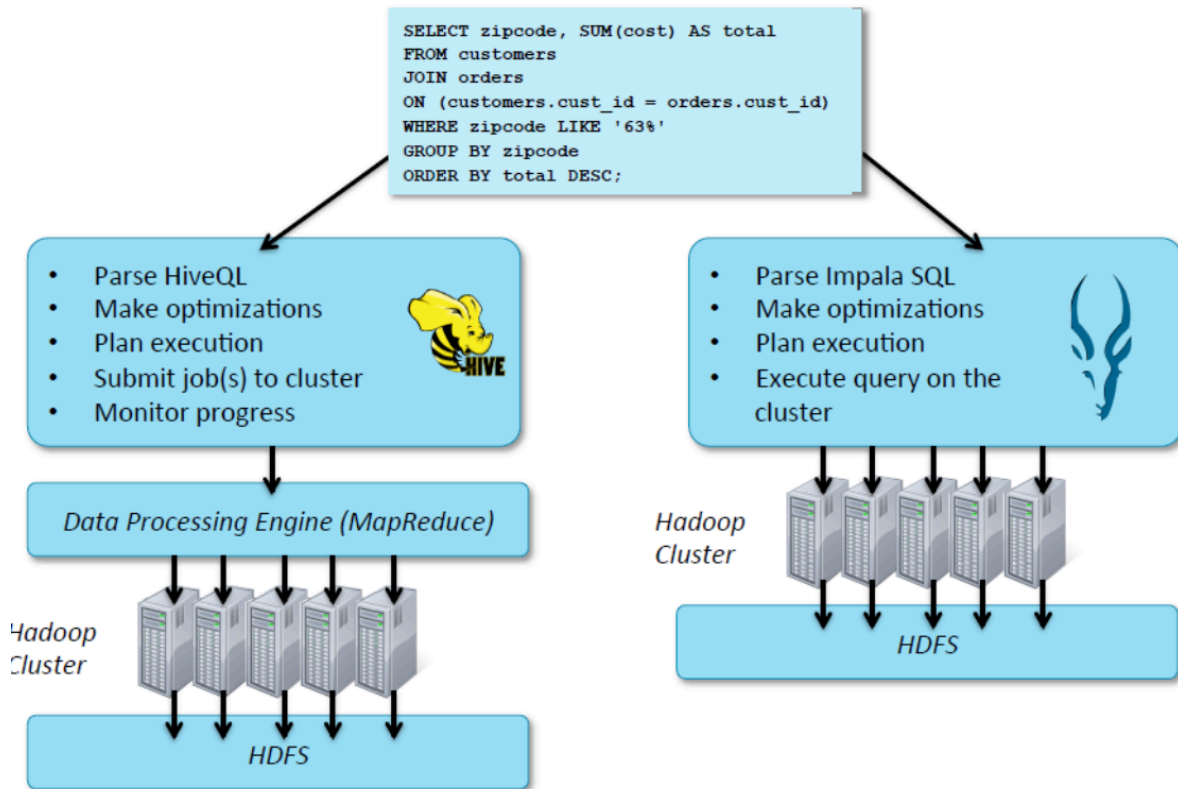 SELECT zipcode, SUM(cost) AS total
FROM customers
JOIN orders
ON (customers.cust_id = orders.cust_id)
WHERE zipcode LIKE '63%'
GROUP BY zipcode
ORDER BY total DESC;
• Parse HiveQL
• Make optimizations
• Plan execution
• Submit job(s) to cluster
• Monitor progress
HIVE
Data Processing Engine (MapReduce)
Hadoop
Cluster
HDFS
• Parse Impala SQL
• Make optimizations
• Plan execution
• Execute query on the
cluster
Hadoop
Cluster
HDFS